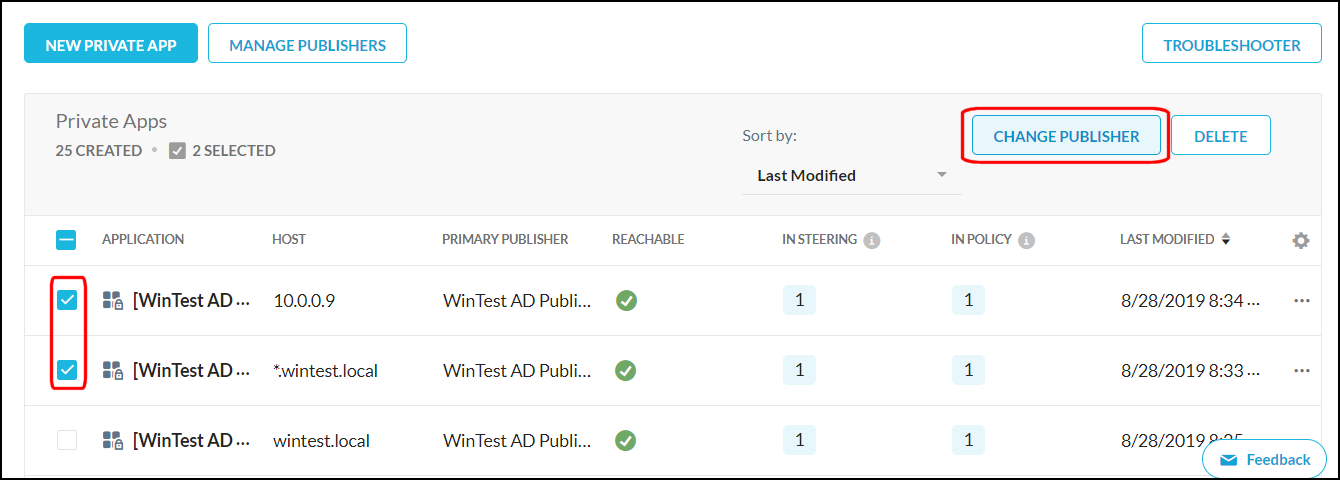 NEW PRIVATE APP MANAGE PUBLISHERS TROUBLESHOOTER
Private Apps
25 CREATED • 2 SELECTED
Sort by:
Last Modified
CHANGE PUBLISHER DELETE
APPLICATION HOST PRIMARY PUBLISHER REACHABLE IN STEERING IN POLICY LAST MODIFIED
[WinTest AD ... 10.0.0.9 WinTest AD Publi... 1 1 8/28/2019 8:34 ...
[WinTest AD ... *.wintest.local WinTest AD Publi... 1 1 8/28/2019 8:33 ...
[WinTest AD ... wintest.local WinTest AD Publi... 1 1 8/28/2019
Feedback